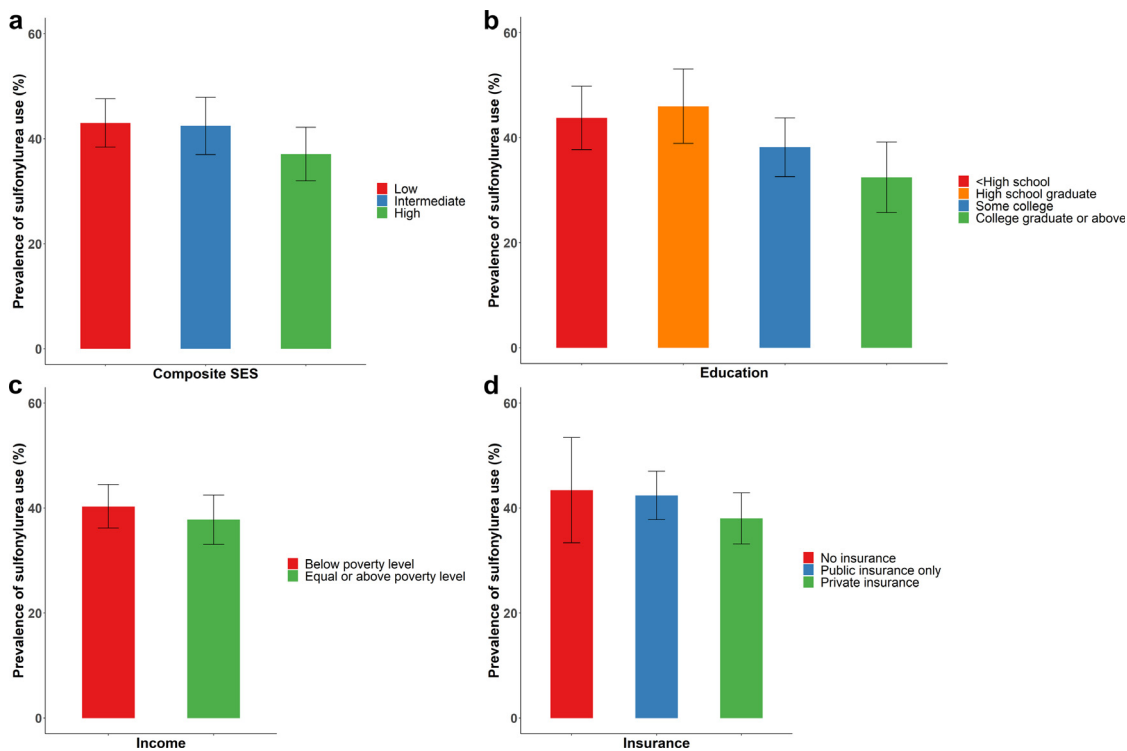 a
Prevalence of sulfonylurea use (%)
60
40
20
0
Composite SES
Low
Intermediate
High
b
Prevalence of sulfonylurea use (%)
60
40
20
0
Education
<High school
High school graduate
Some college
College graduate or above
c
Prevalence of sulfonylurea use (%)
60
40
20
0
Income
Below poverty level
Equal or above poverty level
d
Prevalence of sulfonylurea use (%)
60
40
20
0
Insurance
No insurance
Public insurance only
Private insurance